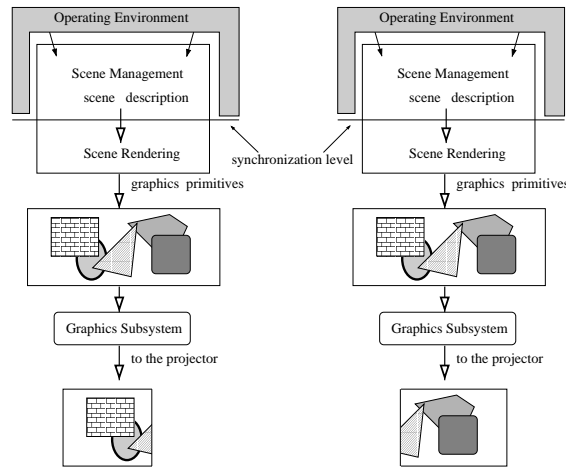 Operating Environment
Scene Management
scene description
Scene Rendering
graphics primitives
Graphics Subsystem
to the projector
synchronization level
Operating Environment
Scene Management
scene description
Scene Rendering
graphics primitives
Graphics Subsystem
to the projector